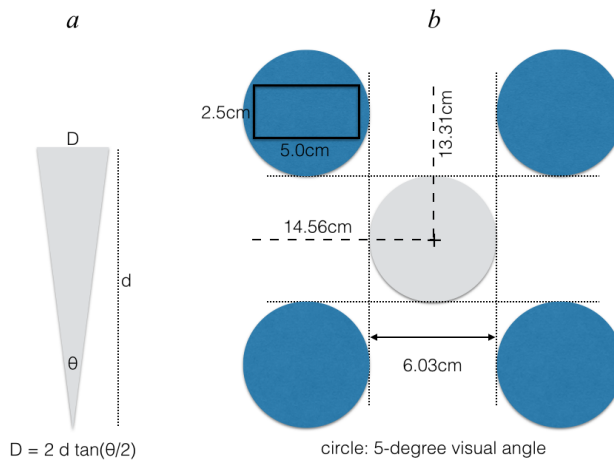 a
b
D
d
θ
D = 2 d tan(θ/2)
2.5cm
5.0cm
13.31cm
14.56cm
6.03cm
circle: 5-degree visual angle